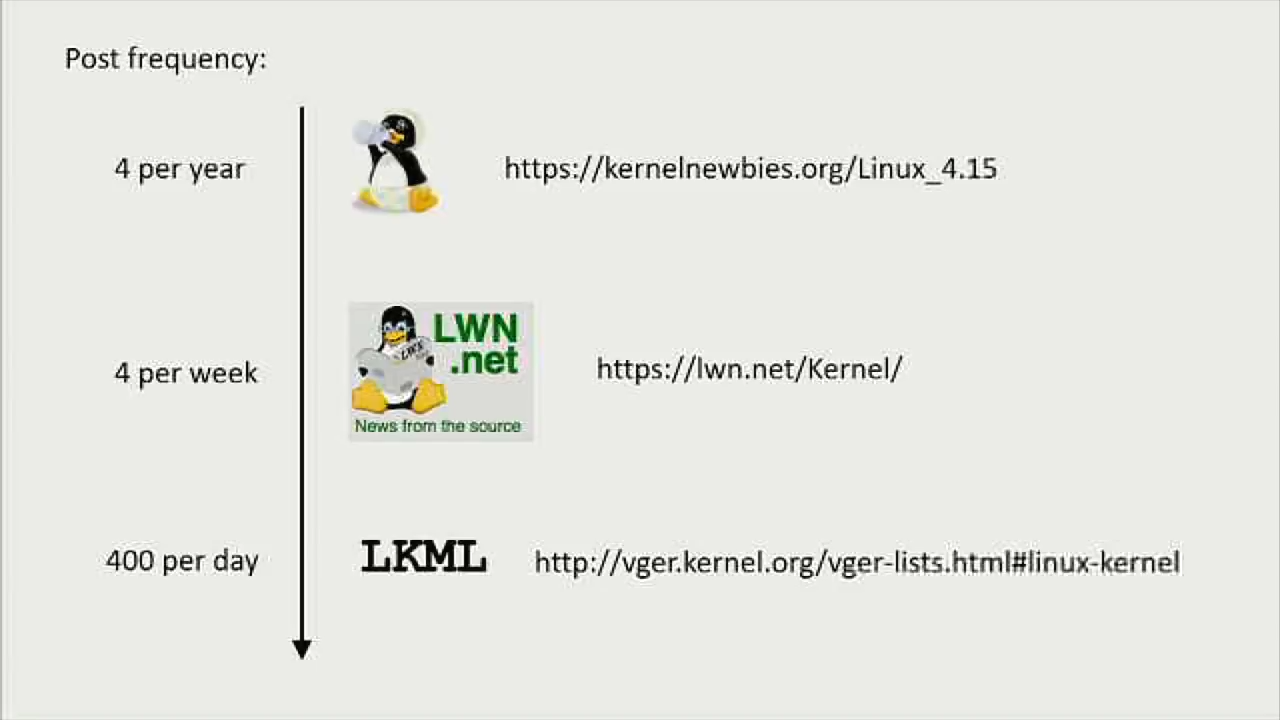 Post frequency:
4 per year
https://kernelnewbies.org/Linux_4.15
4 per week
LWN
.net
News from the source
https://lwn.net/Kernel/
400 per day
LKML
http://vger.kernel.org/vger-lists.html#linux-kernel